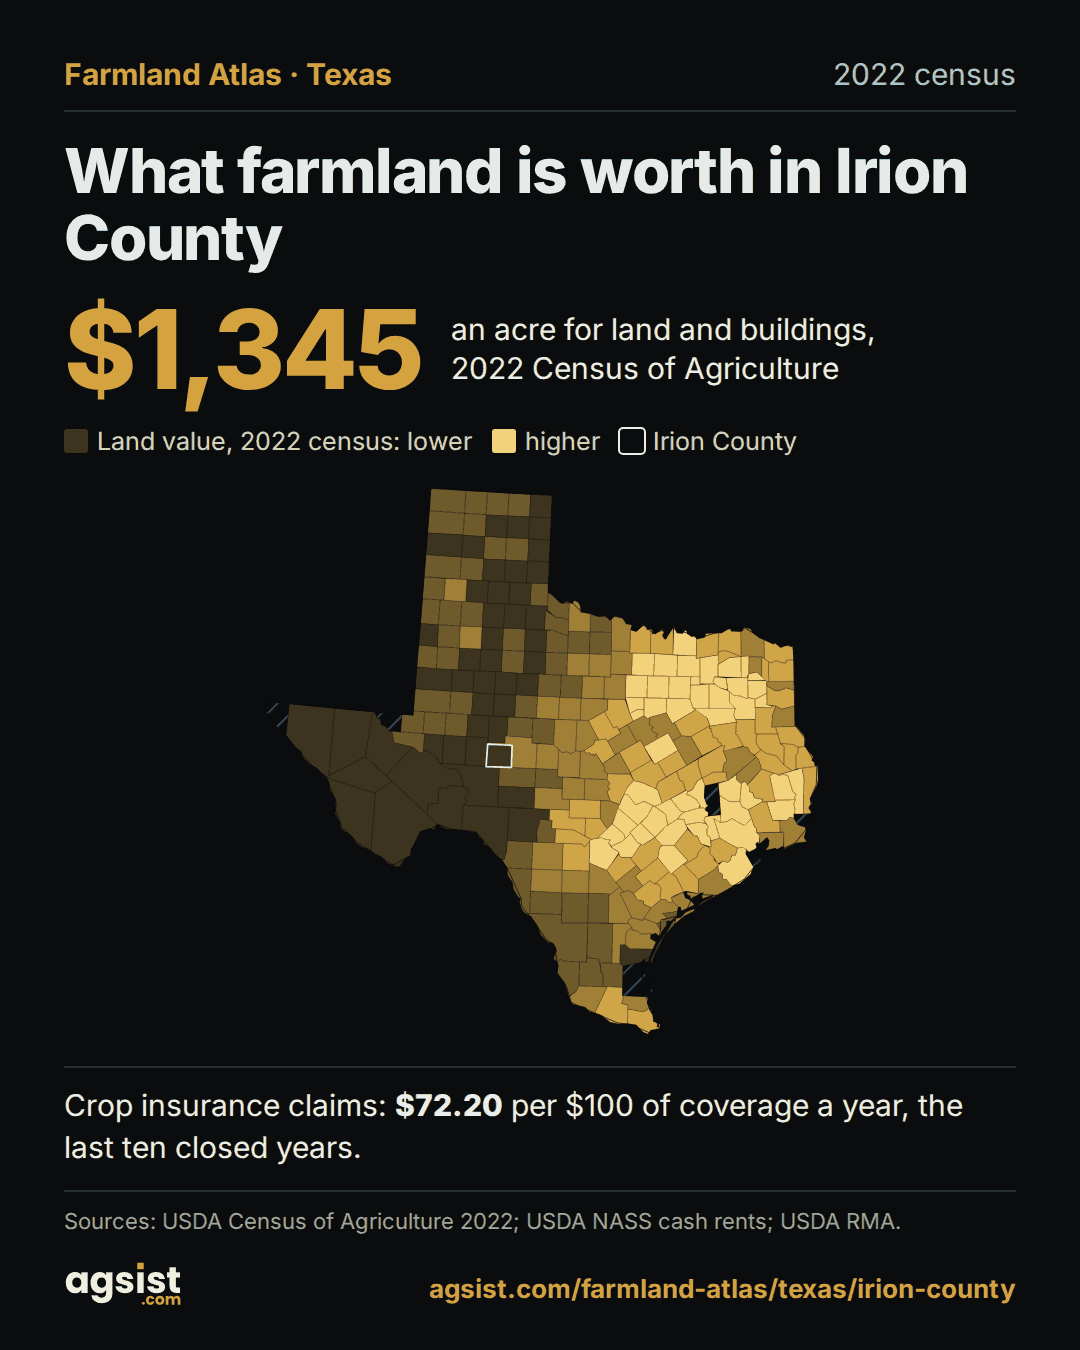 Farmland Atlas · Texas
2022 census
What farmland is worth in Irion
County
$1,345
an acre for land and buildings,
2022 Census of Agriculture
Land value, 2022 census: lower
higher
Irion County
Crop insurance claims: $72.20 per $100 of coverage a year, the
last ten closed years.
Sources: USDA Census of Agriculture 2022; USDA NASS cash rents; USDA RMA.
agsist
.com
agsist.com/farmland-atlas/texas/irion-county